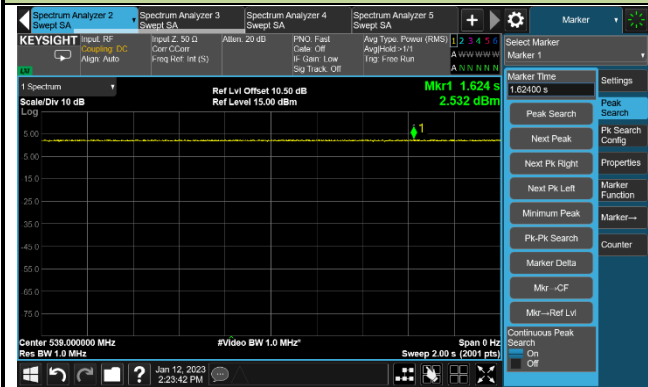 Spectrum Analyzer 2
Swept SA
Spectrum Analyzer 3
Swept SA
Spectrum Analyzer 4
Swept SA
Spectrum Analyzer 5
Swept SA
Marker
KEYSIGHT
Input: RF
Coupling: DC
Align: Auto
Input Z: 50 Ω
Corr CCorr
Freq Ref: Int (S)
Atten: 20 dB
PNO: Fast
Gate: Off
IF Gain: Low
Sig Track: Off
Avg Type: Power (RMS)
Avg|Hold:>1/1
Trig: Free Run
1 2 3 4 5 6
A W W W W W
A N N N N N
LV
Select Marker
Marker 1
1 Spectrum
Scale/Div 10 dB
Log
Ref Lvl Offset 10.50 dB
Ref Level 15.00 dBm
Mkr1 1.624 s
2.532 dBm
1
5.00
-5.00
-15.0
-25.0
-35.0
-45.0
-55.0
-65.0
-75.0
Center 539.000000 MHz
Res BW 1.0 MHz
#Video BW 1.0 MHz*
Span 0 Hz
Sweep 2.00 s (2001 pts)
Marker Time
1.62400 s
Peak Search
Next Peak
Next Pk Right
Next Pk Left
Minimum Peak
Pk-Pk Search
Marker Delta
Mkr→CF
Mkr→Ref Lvl
Continuous Peak
Search
On
Off
Settings
Peak
Search
Pk Search
Config
Properties
Marker
Function
Marker→
Counter
?
Jan 12, 2023
2:23:42 PM